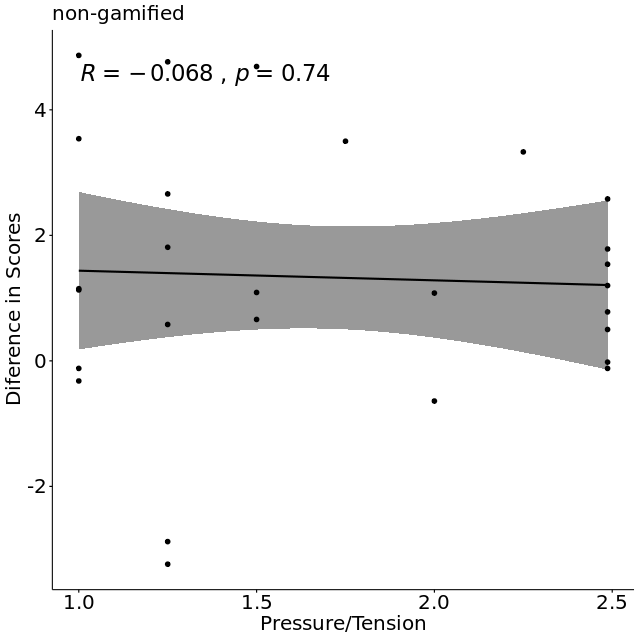 non-gamified
R = −0.068 , p = 0.74
Diference in Scores
4
2
0
-2
1.0 1.5 2.0 2.5
Pressure/Tension